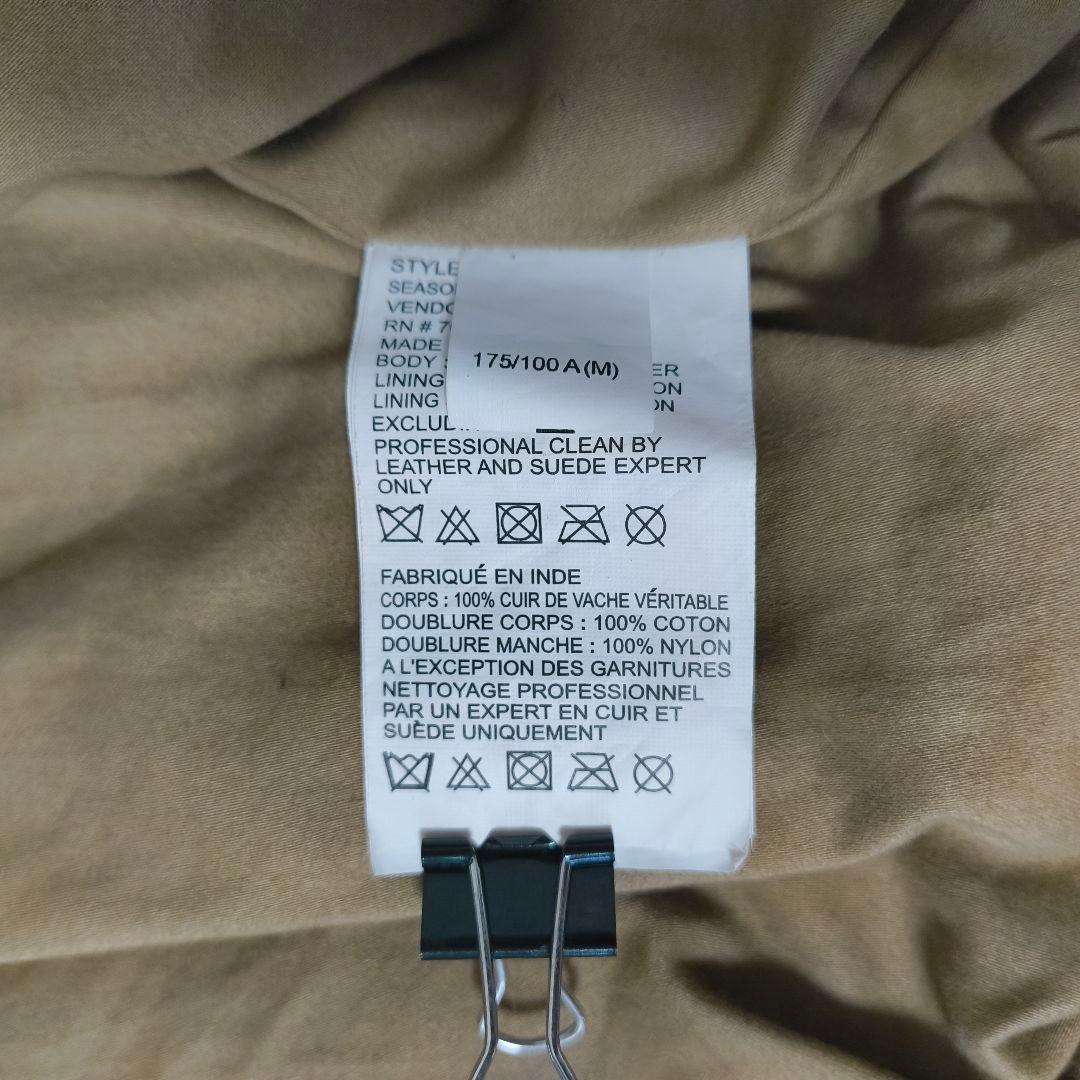 STYLE
SEASO
VENDO
RN # 7
MADE
BODY :
LINING
LINING
175/100 A (M)
ER
ON
ON
EXCLUDI
PROFESSIONAL CLEAN BY
LEATHER AND SUEDE EXPERT
ONLY
FABRIQUÉ EN INDE
CORPS : 100% CUIR DE VACHE VÉRITABLE
DOUBLURE CORPS : 100% COTON
DOUBLURE MANCHE : 100% NYLON
A L'EXCEPTION DES GARNITURES
NETTOYAGE PROFESSIONNEL
PAR UN EXPERT EN CUIR ET
SUÈDE UNIQUEMENT